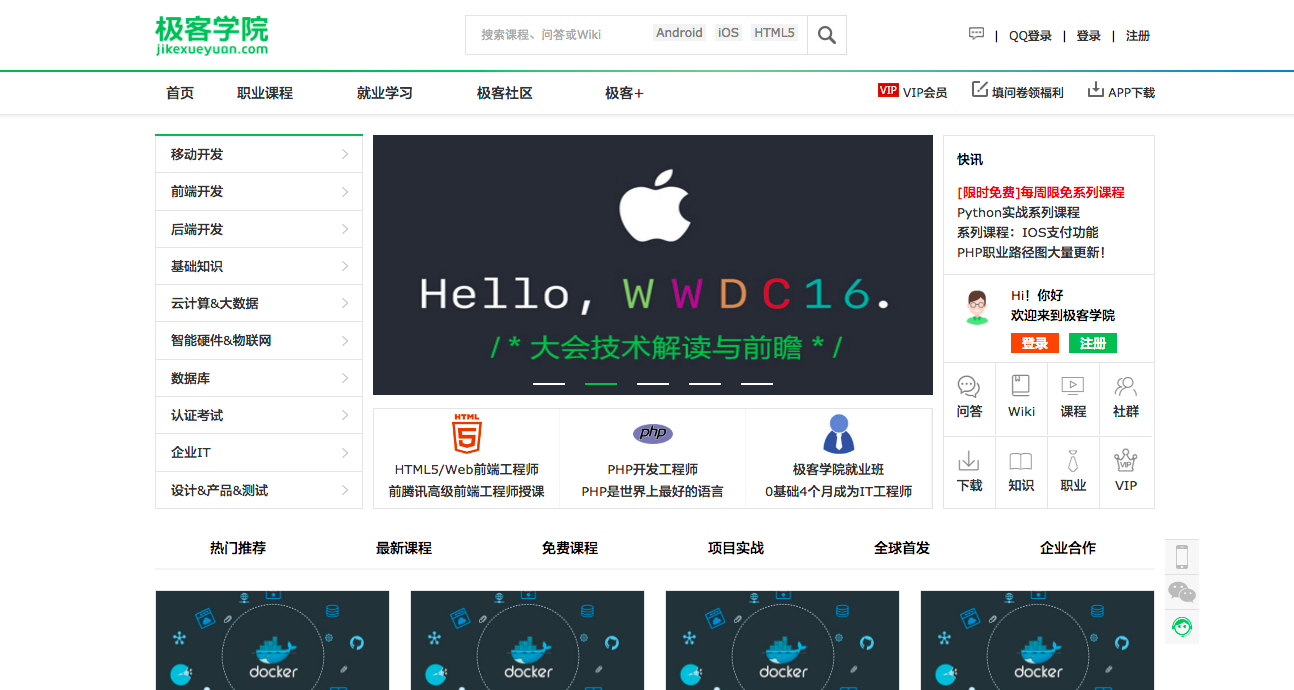 极客学院
jikexueyuan.com
搜索课程、问答或Wiki Android iOS HTML5
| QQ登录 | 登录 | 注册
首页 职业课程 就业学习 极客社区 极客+
VIP VIP会员 填问卷领福利 APP下载
移动开发
前端开发
后端开发
基础知识
云计算&大数据
智能硬件&物联网
数据库
认证考试
企业IT
设计&产品&测试
Hello, WWDC16.
/ * 大会技术解读与前瞻 * /
HTML
5
HTML5/Web前端工程师
前腾讯高级前端工程师授课
php
PHP开发工程师
PHP是世界上最好的语言
极客学院就业班
0基础4个月成为IT工程师
快讯
[限时免费]每周限免系列课程
Python实战系列课程
系列课程：IOS支付功能
PHP职业路径图大量更新！
Hi！你好
欢迎来到极客学院
登录 注册
问答 Wiki 课程 社群
VIP
下载 知识 职业 VIP
热门推荐 最新课程 免费课程 项目实战 全球首发 企业合作
docker docker docker docker